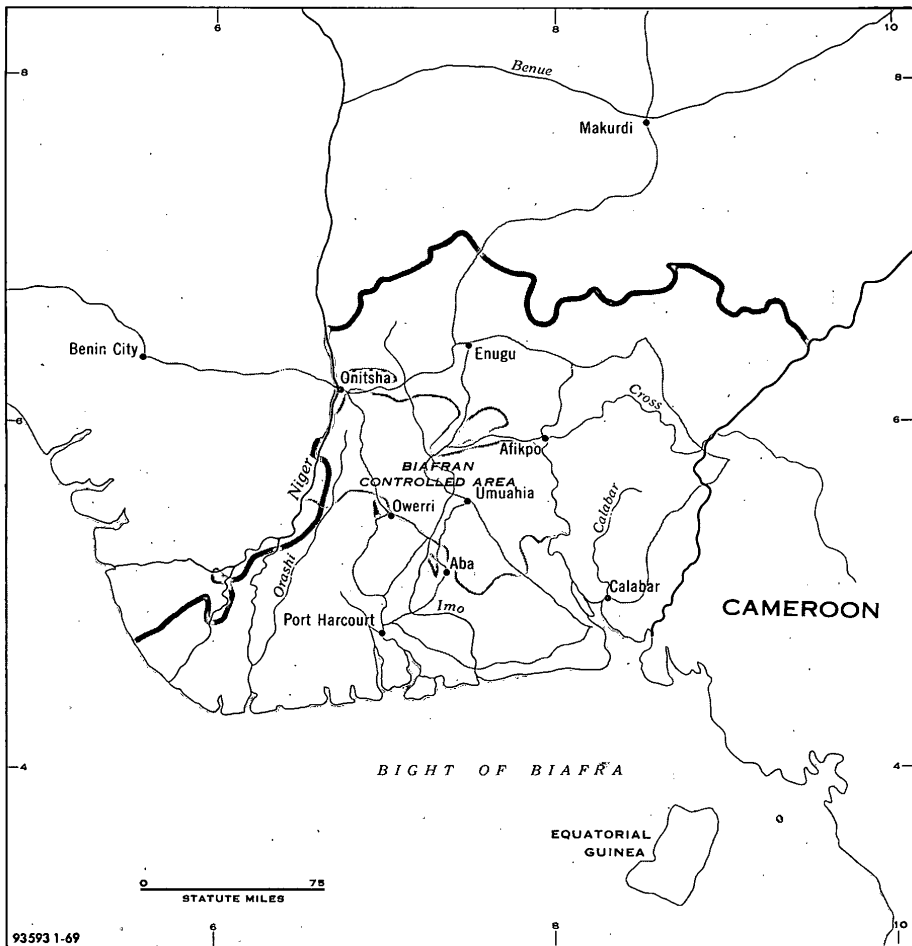 6
8
10
8
8
Benue
Makurdi
Benin City
Enugu
Onitsha
Cross
6
6
Afikpo
Niger
BIAFRAN
CONTROLLED AREA
Umuahia
Owerri
Calabar
Orashi
Aba
Calabar
CAMEROON
Imo
Port Harcourt
4
4
BIGHT OF BIAFRA
EQUATORIAL
GUINEA
0 75
STATUTE MILES
6
8
10
93593 1-69